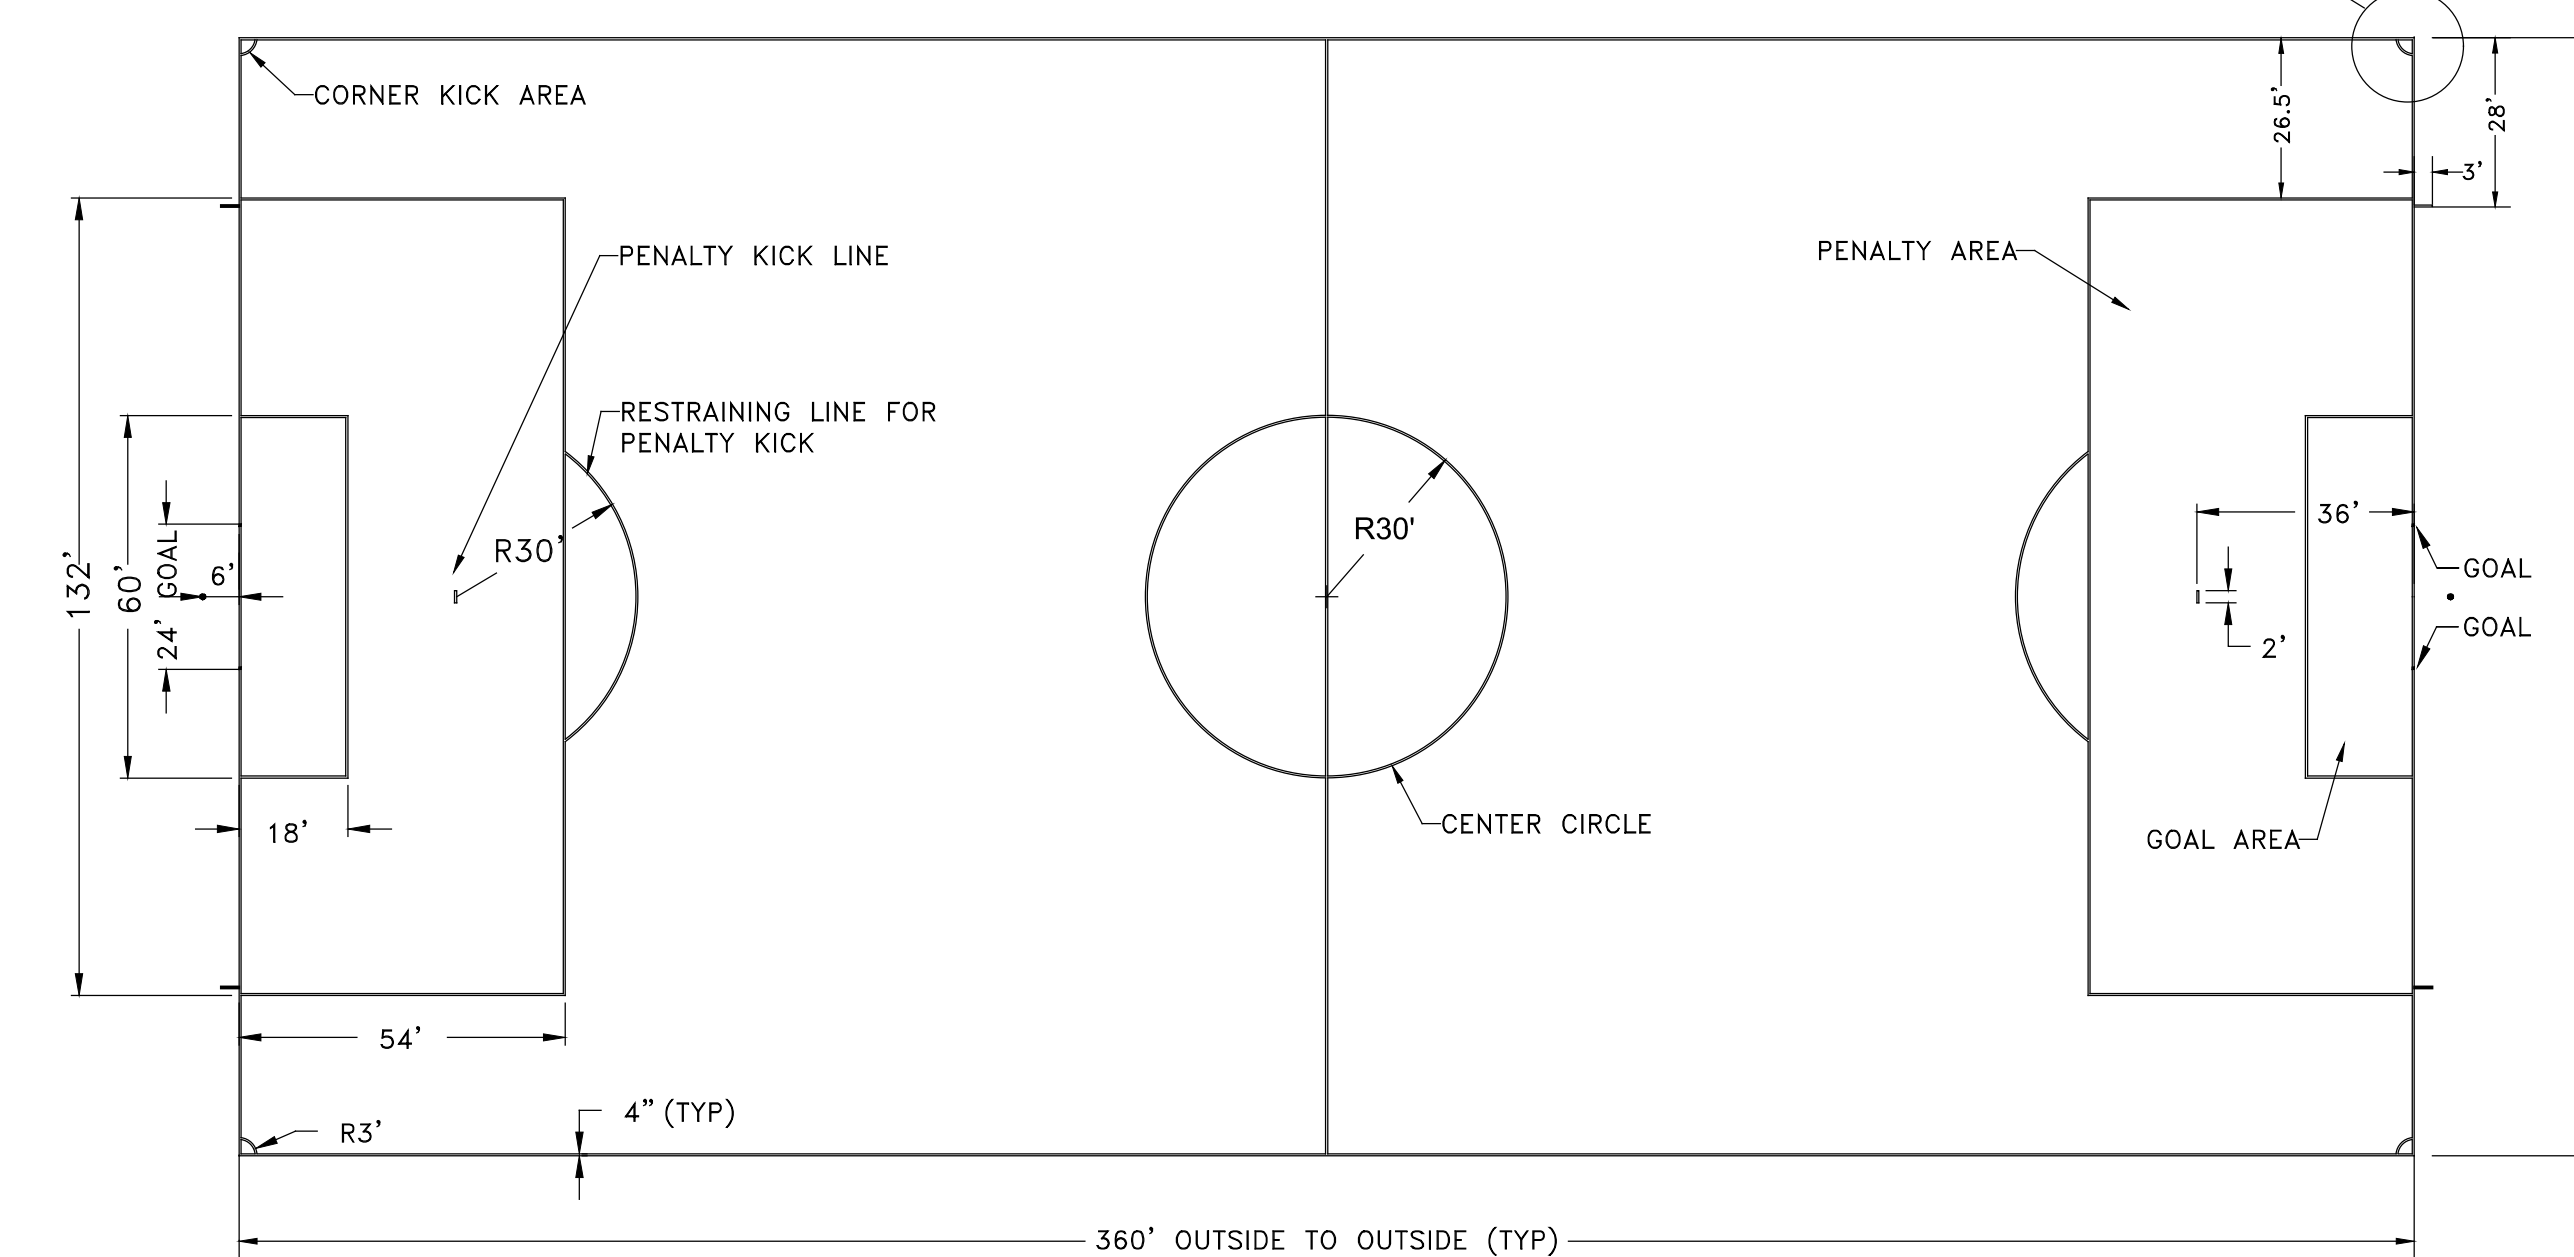 CORNER KICK AREA
26.5'
28'
3'
PENALTY KICK LINE
PENALTY AREA
RESTRAINING LINE FOR
PENALTY KICK
R30'
R30'
36'
132'
60'
24' GOAL
6'
GOAL
GOAL
2'
18'
CENTER CIRCLE
GOAL AREA
54'
4" (TYP)
R3'
360' OUTSIDE TO OUTSIDE (TYP)